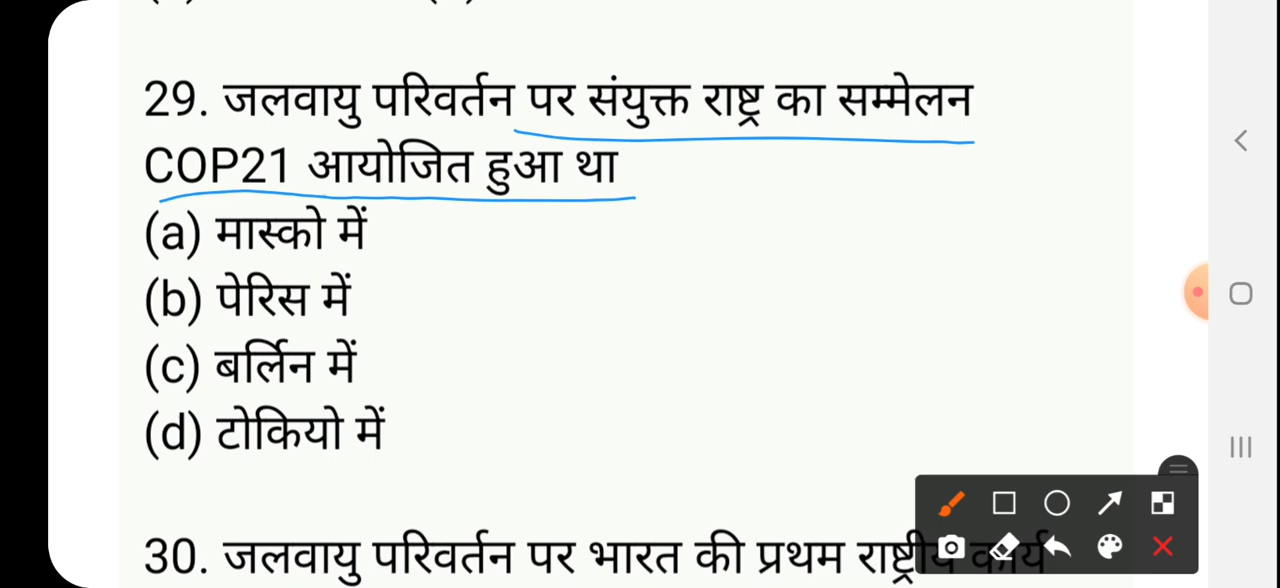 29. जलवायु परिवर्तन पर संयुक्त राष्ट्र का सम्मेलन
COP21 आयोजित हुआ था
(a) मास्को में
(b) पेरिस में
(c) बर्लिन में
(d) टोकियो में
30. जलवायु परिवर्तन पर भारत की प्रथम राष्ट्रीय कार्य